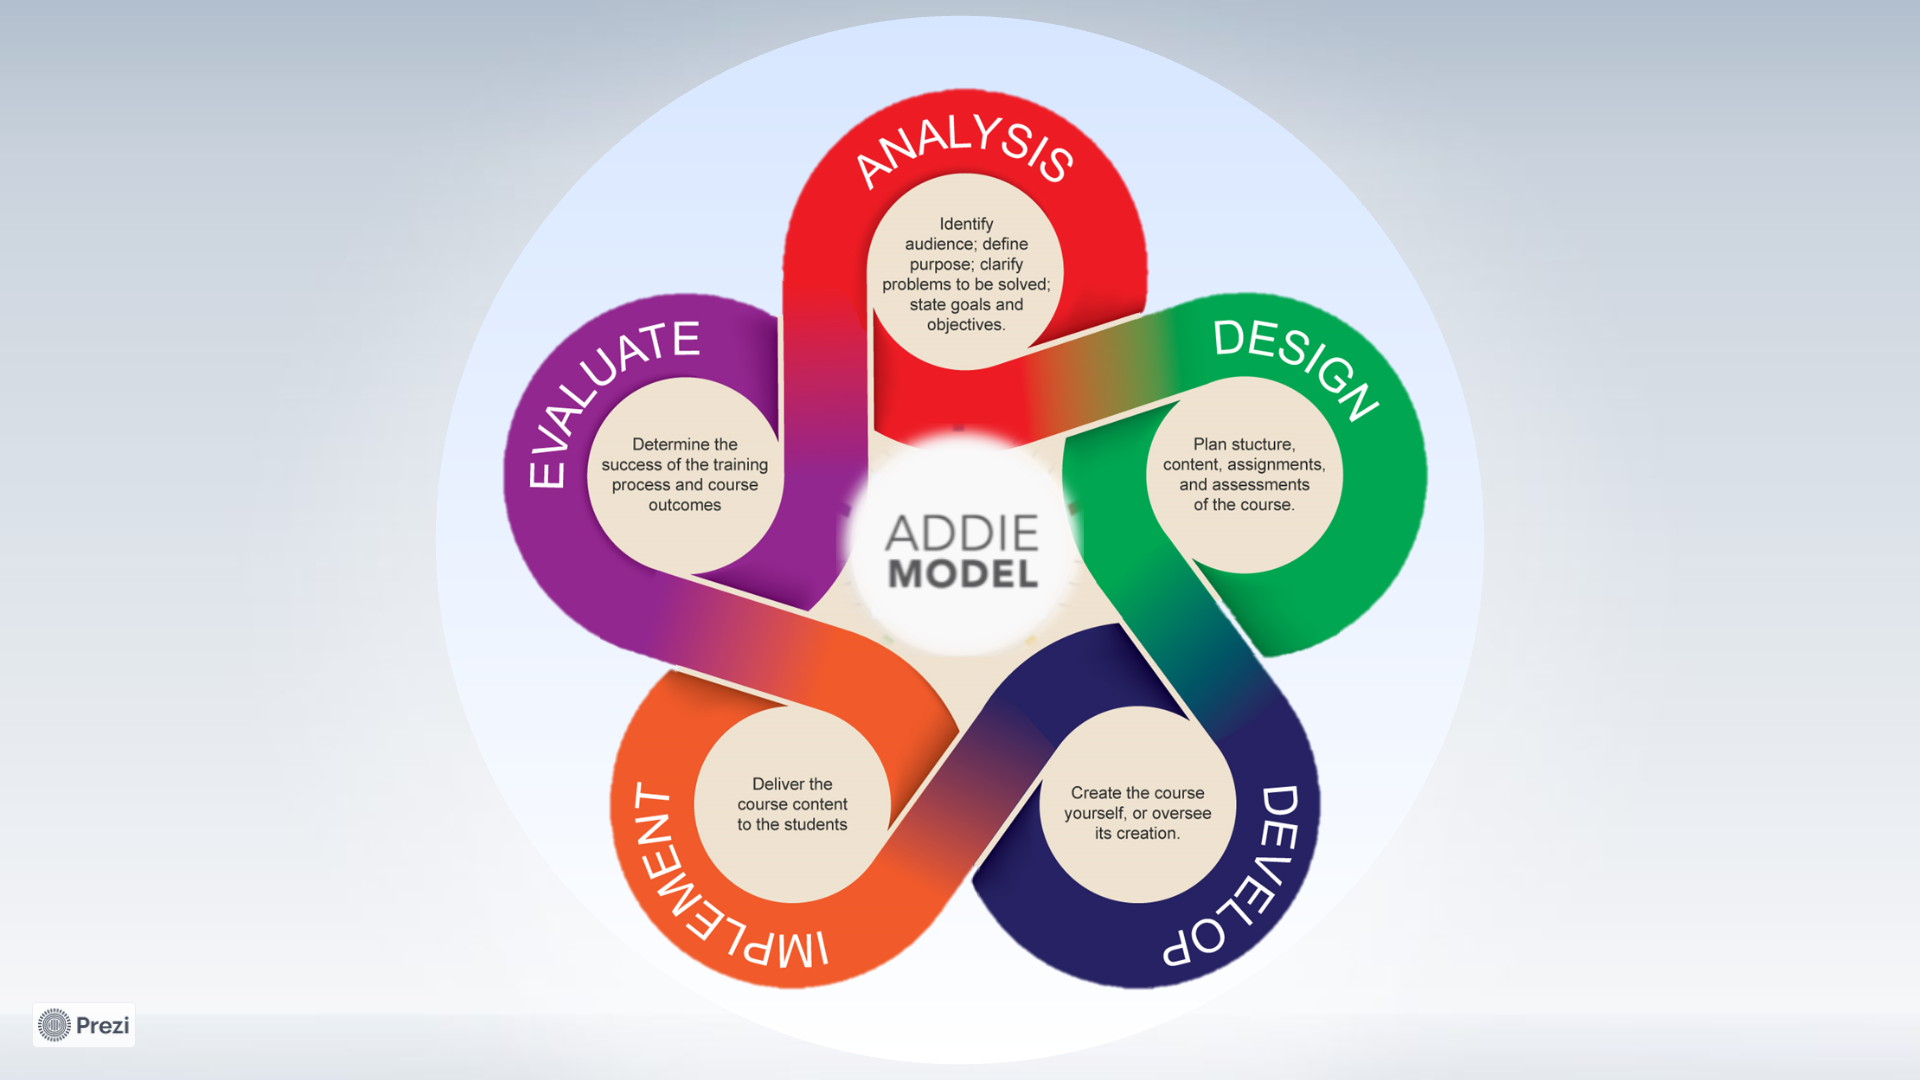 ANALYSIS
Identify
audience; define
purpose; clarify
problems to be solved;
state goals and
objectives.
DESIGN
Plan stucture,
content, assignments,
and assessments
of the course.
DEVELOP
Create the course
yourself, or oversee
its creation.
IMPLEMENT
Deliver the
course content
to the students
EVALUATE
Determine the
success of the training
process and course
outcomes
ADDIE
MODEL
Prezi